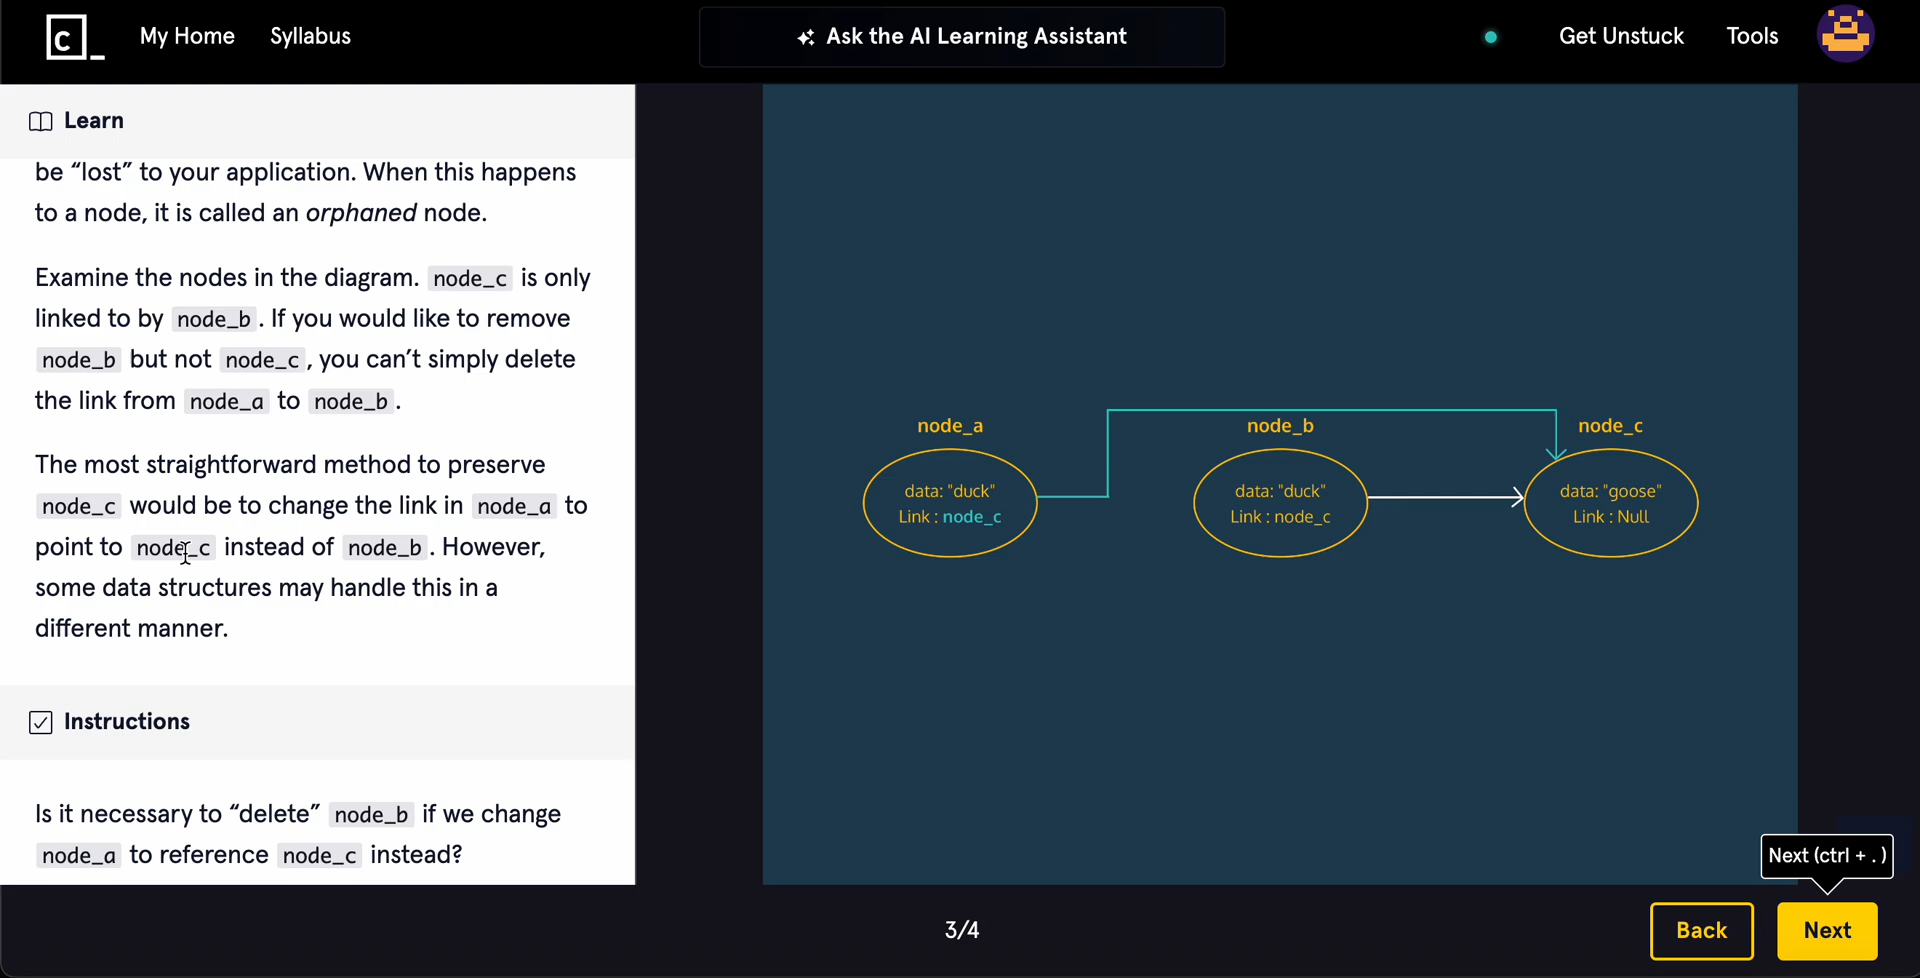 c_
My Home
Syllabus
Ask the AI Learning Assistant
Get Unstuck
Tools
Learn
be “lost” to your application. When this happens
to a node, it is called an orphaned node.
Examine the nodes in the diagram. node_c is only
linked to by node_b. If you would like to remove
node_b but not node_c, you can’t simply delete
the link from node_a to node_b.
The most straightforward method to preserve
node_c would be to change the link in node_a to
point to node_c instead of node_b. However,
some data structures may handle this in a
different manner.
Instructions
Is it necessary to “delete” node_b if we change
node_a to reference node_c instead?
node_a
data: "duck"
Link : node_c
node_b
data: "duck"
Link : node_c
node_c
data: "goose"
Link : Null
Next (ctrl + . )
3/4
Back
Next